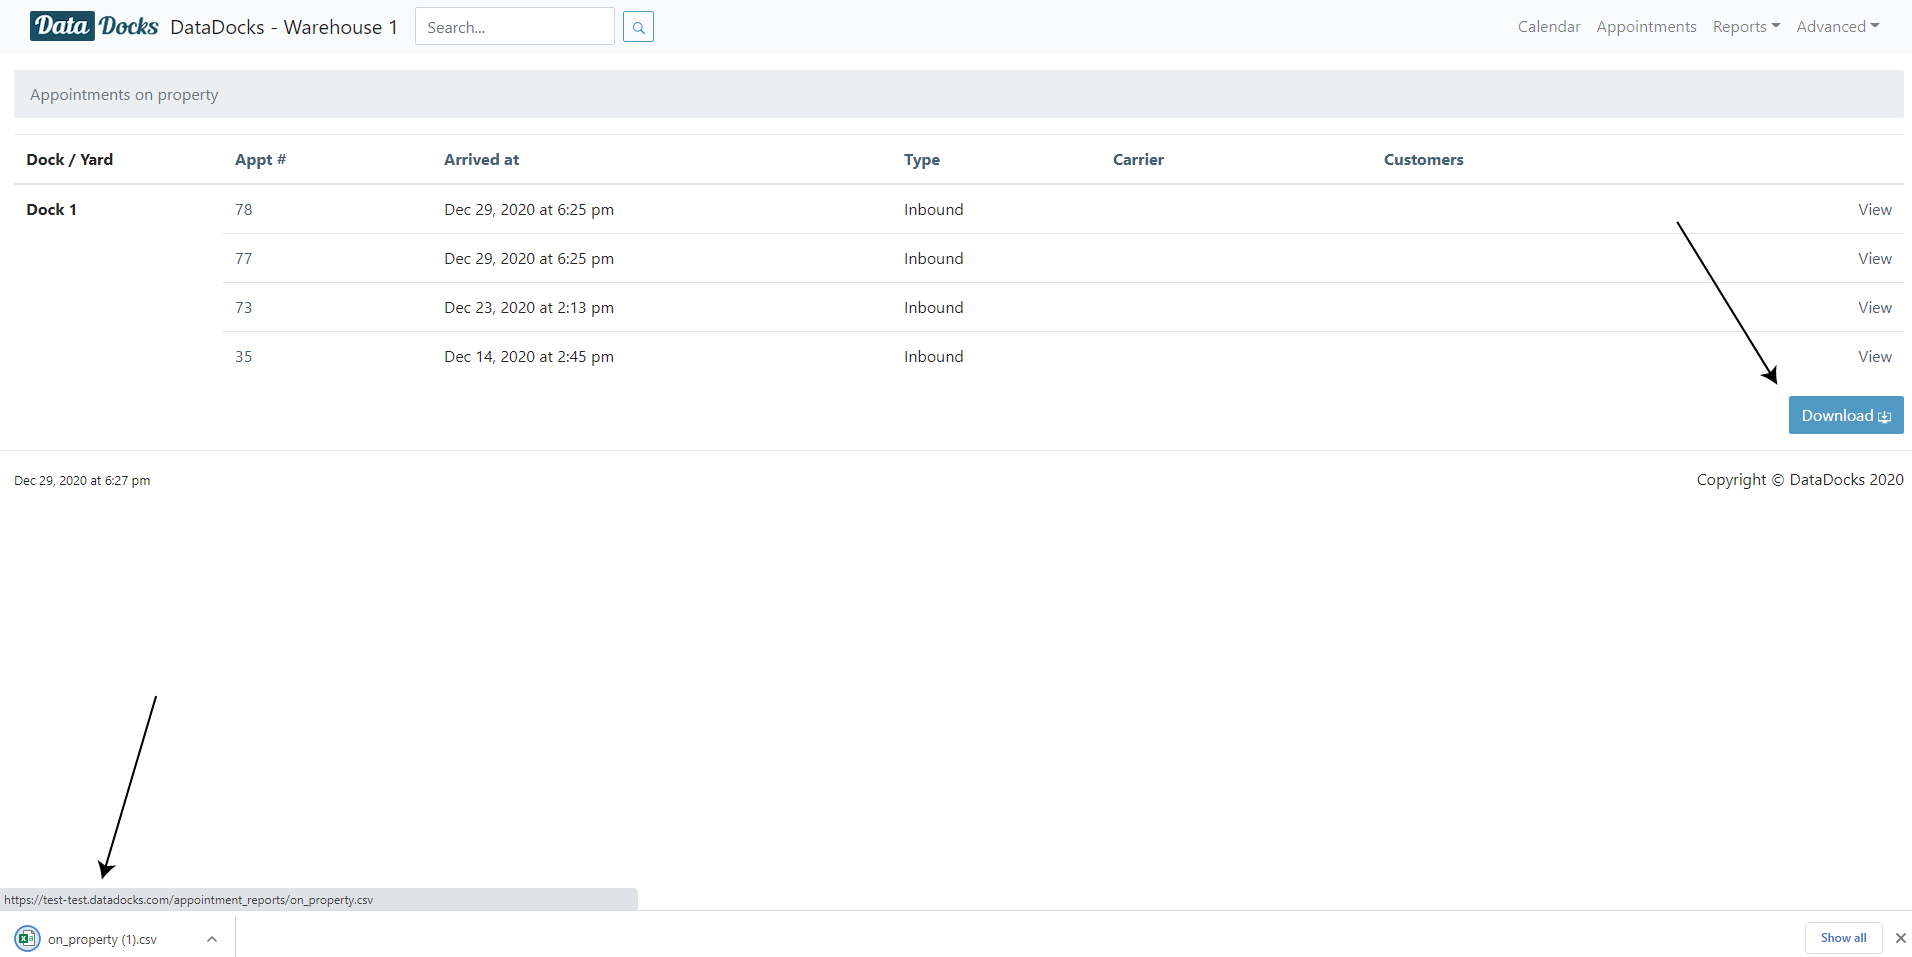 Data Docks DataDocks - Warehouse 1 Search... Calendar Appointments Reports Advanced
Appointments on property
Dock / Yard Appt # Arrived at Type Carrier Customers
Dock 1 78 Dec 29, 2020 at 6:25 pm Inbound View
77 Dec 29, 2020 at 6:25 pm Inbound View
73 Dec 23, 2020 at 2:13 pm Inbound View
35 Dec 14, 2020 at 2:45 pm Inbound View
Download
Dec 29, 2020 at 6:27 pm Copyright © DataDocks 2020
https://test-test.datadocks.com/appointment_reports/on_property.csv
on_property (1).csv Show all